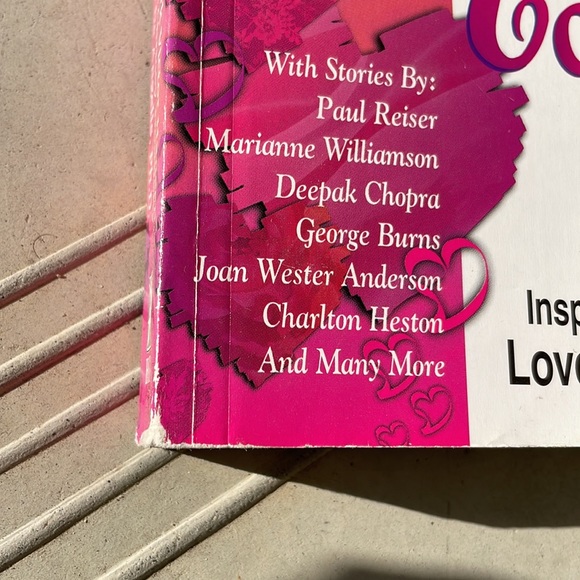 With Stories By:
Paul Reiser
Marianne Williamson
Deepak Chopra
George Burns
Joan Wester Anderson
Charlton Heston
And Many More
Insp
Love